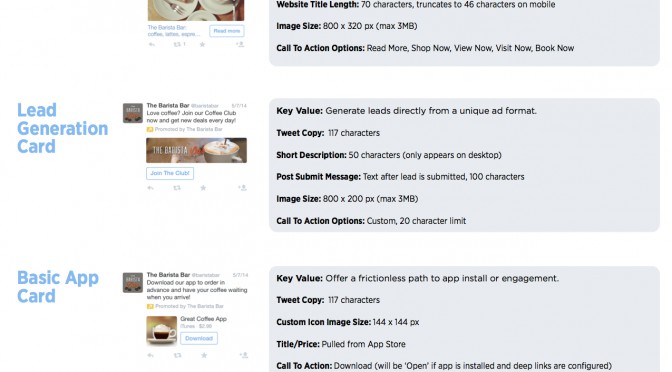 Website Title Length: 70 characters, truncates to 46 characters on mobile
The Barista Bar
coffee, lattes, espre...
Read more
1
Image Size: 800 x 320 px (max 3MB)
Call To Action Options: Read More, Shop Now, View Now, Visit Now, Book Now
Lead
Generation
Card
The Barista Bar @baristabar 5/7/14
Love coffee? Join our Coffee Club
now and get new deals every day!
Promoted by The Barista Bar
THE BARISTA BAR
Join The Club!
Key Value: Generate leads directly from a unique ad format.
Tweet Copy: 117 characters
Short Description: 50 characters (only appears on desktop)
Post Submit Message: Text after lead is submitted, 100 characters
Image Size: 800 x 200 px (max 3MB)
Call To Action Options: Custom, 20 character limit
Basic App
Card
The Barista Bar @baristabar 5/7/14
Download our app to order in
advance and have your coffee waiting
when you arrive!
Promoted by The Barista Bar
Great Coffee App
iTunes · $2.98
Download
Key Value: Offer a frictionless path to app install or engagement.
Tweet Copy: 117 characters
Custom Icon Image Size: 144 x 144 px
Title/Price: Pulled from App Store
Call To Action: Download (will be 'Open' if app is installed and deep links are configured)